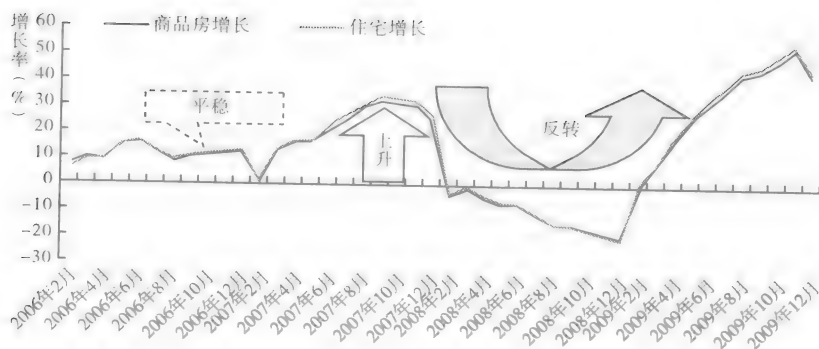 增长率(%)
商品房增长
住宅增长
60
50
40
30
20
10
0
-10
-20
-30
平稳
上升
反转
2006年2月
2006年4月
2006年6月
2006年8月
2006年10月
2006年12月
2007年2月
2007年4月
2007年6月
2007年8月
2007年10月
2007年12月
2008年2月
2008年4月
2008年6月
2008年8月
2008年10月
2008年12月
2009年2月
2009年4月
2009年6月
2009年8月
2009年10月
2009年12月